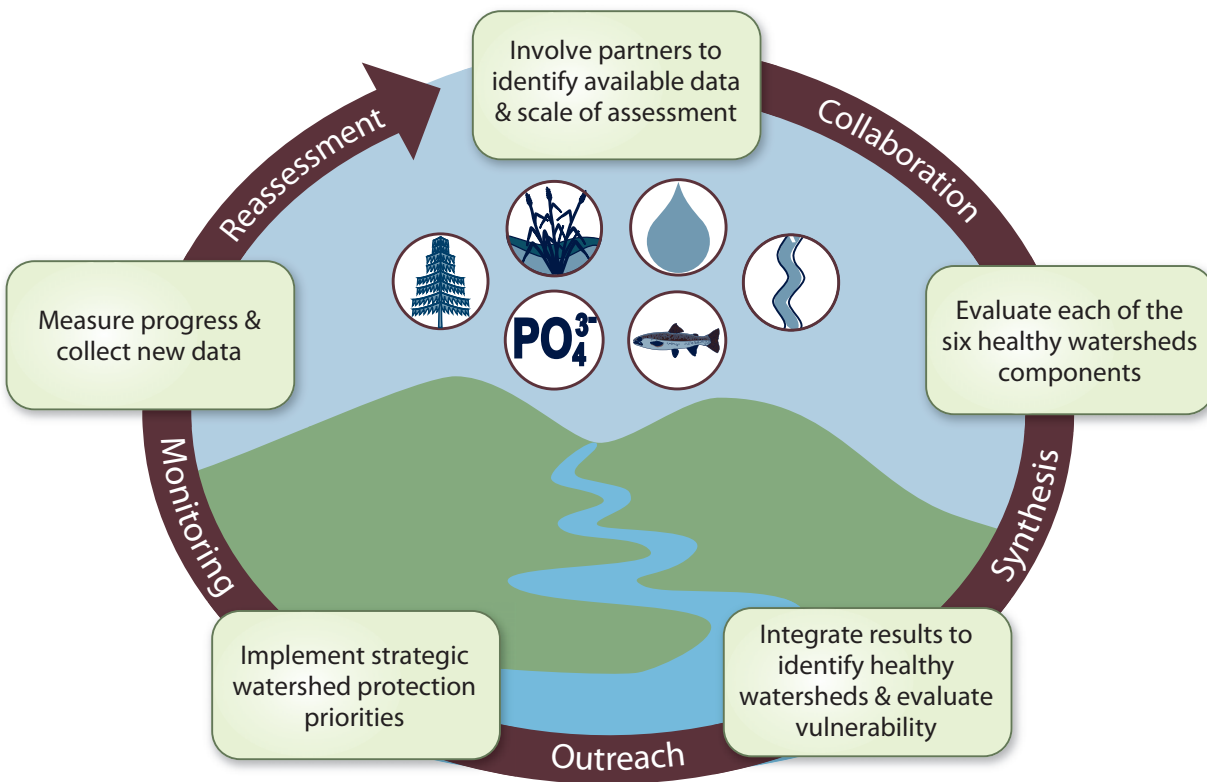 Involve partners to
identify available data
& scale of assessment
Collaboration
Evaluate each of the
six healthy watersheds
components
Synthesis
Integrate results to
identify healthy
watersheds & evaluate
vulnerability
Outreach
Implement strategic
watershed protection
priorities
Monitoring
Measure progress &
collect new data
Reassessment
PO₄³⁻